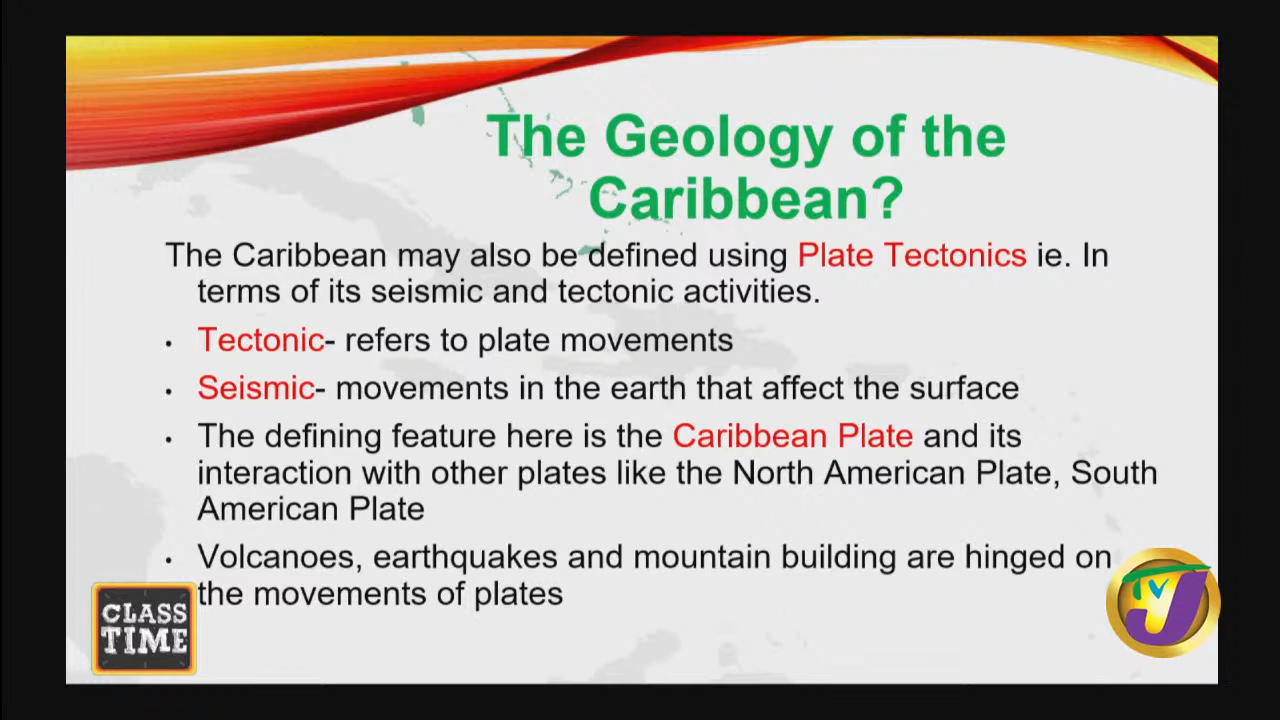 The Geology of the
Caribbean?
The Caribbean may also be defined using Plate Tectonics ie. In
terms of its seismic and tectonic activities.
• Tectonic- refers to plate movements
• Seismic- movements in the earth that affect the surface
• The defining feature here is the Caribbean Plate and its
interaction with other plates like the North American Plate, South
American Plate
• Volcanoes, earthquakes and mountain building are hinged on
the movements of plates
CLASS
TIME
TVJ